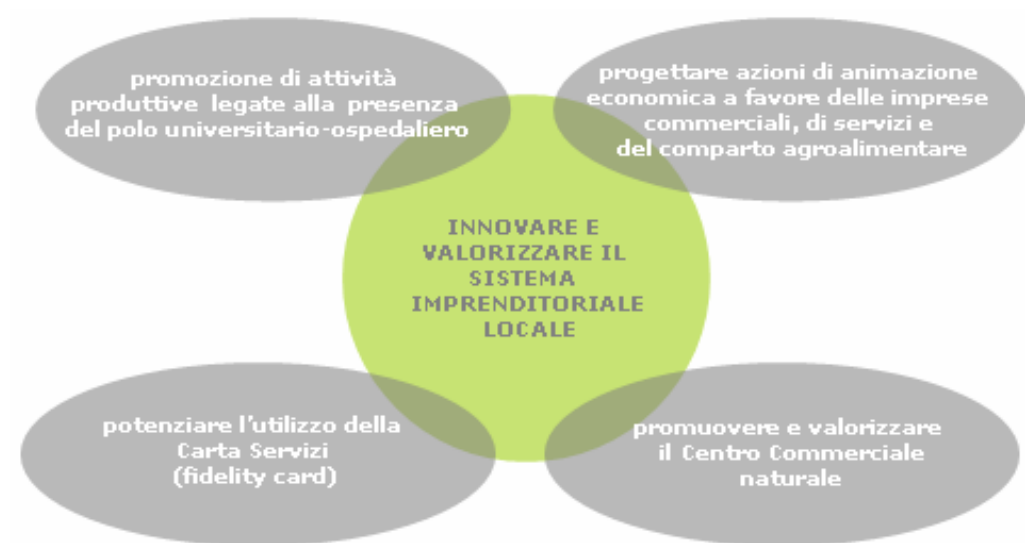 promozione di attività
produttive legate alla presenza
del polo universitario-ospedaliero
progettare azioni di animazione
economica a favore delle imprese
commerciali, di servizi e
del comparto agroalimentare
INNOVARE E
VALORIZZARE IL
SISTEMA
IMPRENDITORIALE
LOCALE
potenziare l'utilizzo della
Carta Servizi
(fidelity card)
promuovere e valorizzare
il Centro Commerciale
naturale